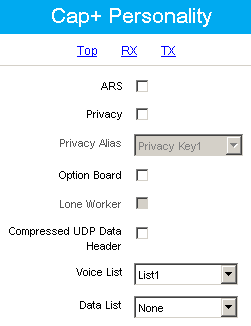 Cap+ Personality
Top RX TX
ARS
Privacy
Privacy Alias Privacy Key1
Option Board
Lone Worker
Compressed UDP Data
Header
Voice List List1
Data List None